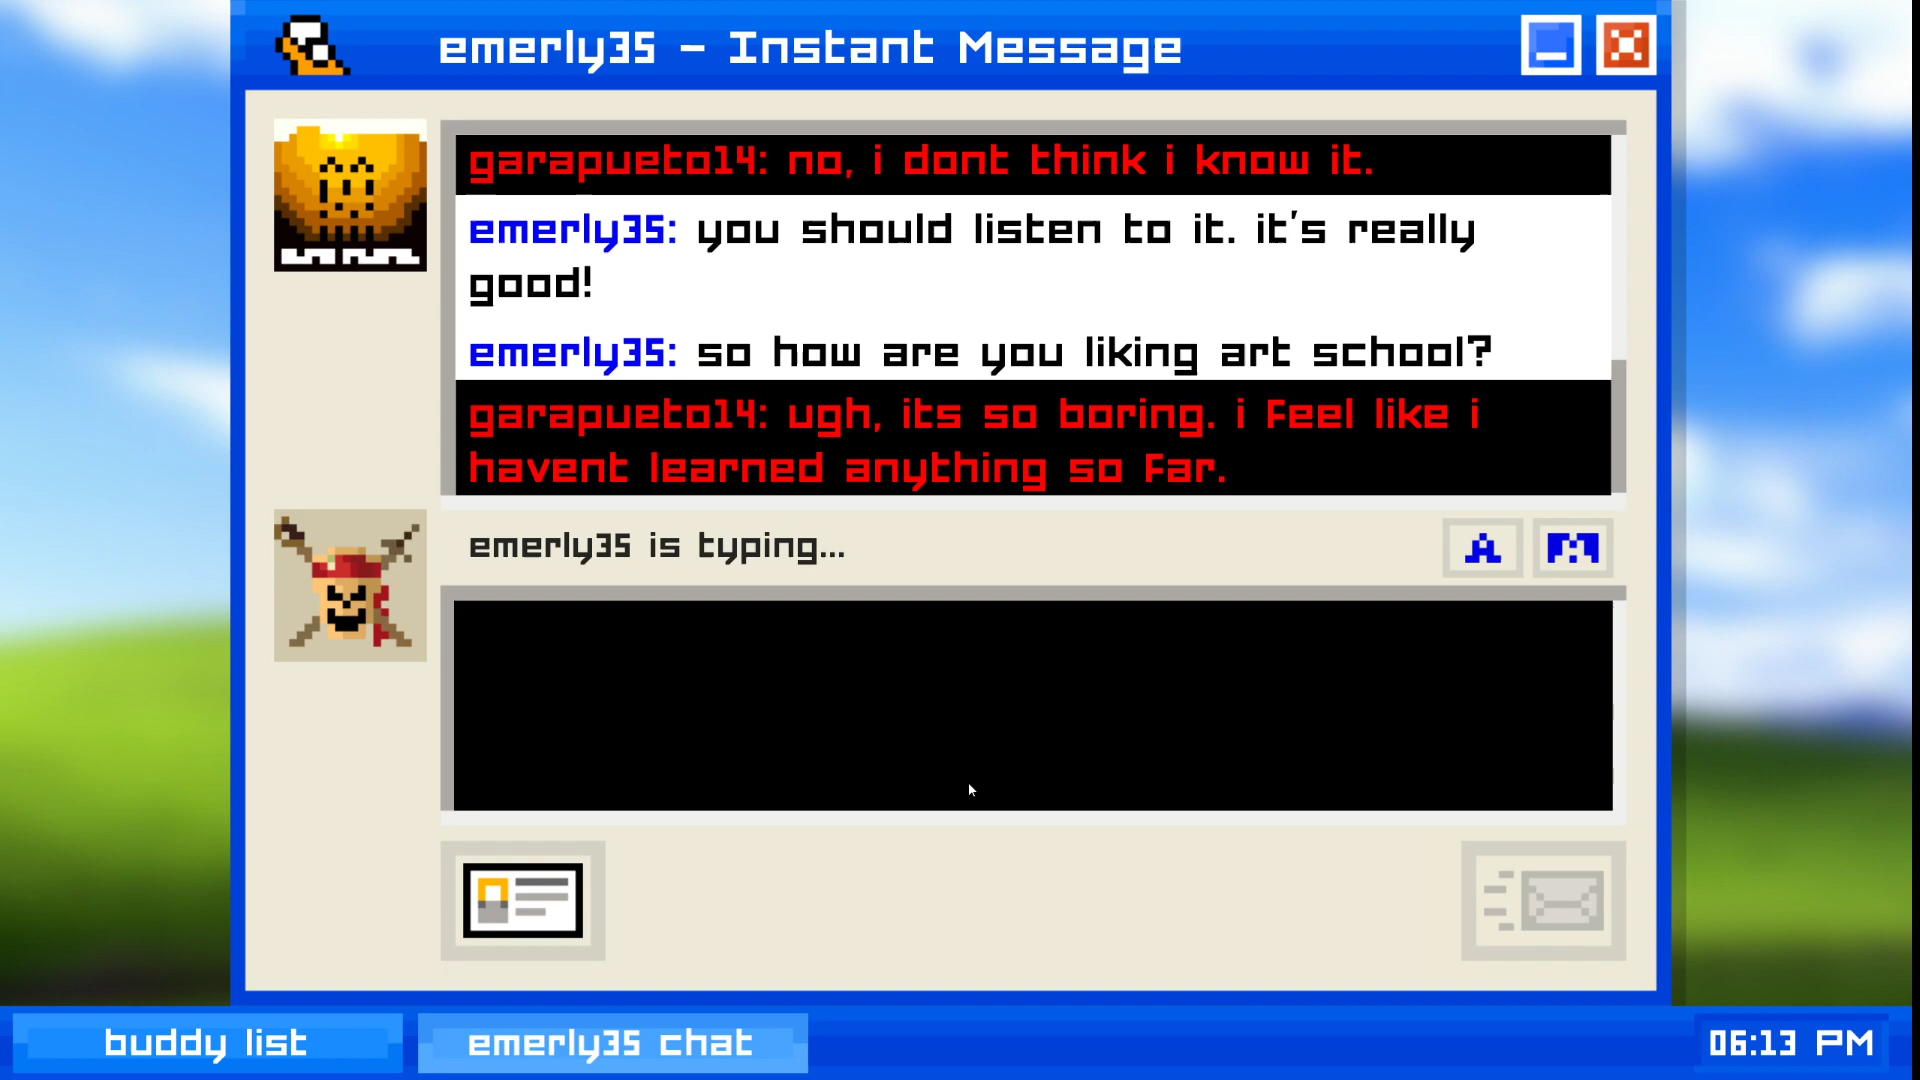 emerly35 - Instant Message
garapueto14: no, i dont think i know it.
emerly35: you should listen to it. it's really
good!
emerly35: so how are you liking art school?
garapueto14: ugh, its so boring. i feel like i
havent learned anything so far.
emerly35 is typing...
A
buddy list
emerly35 chat
06:13 PM